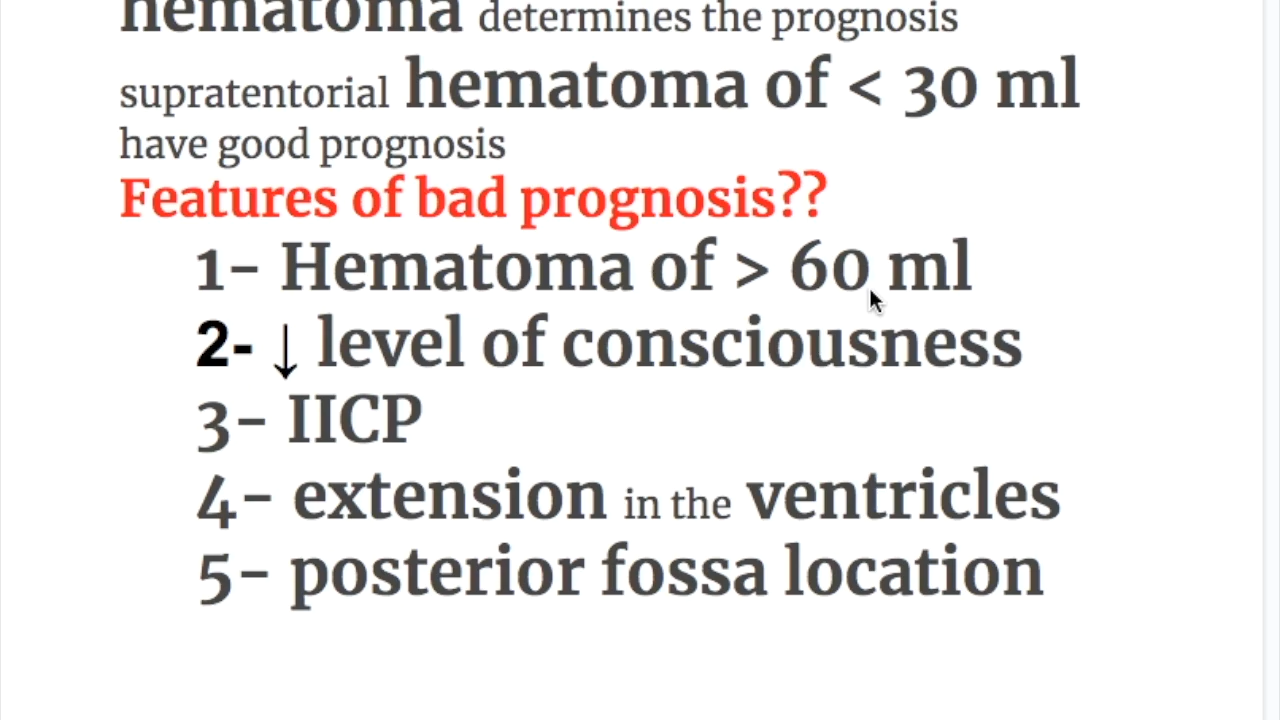 hematoma determines the prognosis
supratentorial hematoma of < 30 ml
have good prognosis
Features of bad prognosis??
1- Hematoma of > 60 ml
2- ↓ level of consciousness
3- IICP
4- extension in the ventricles
5- posterior fossa location